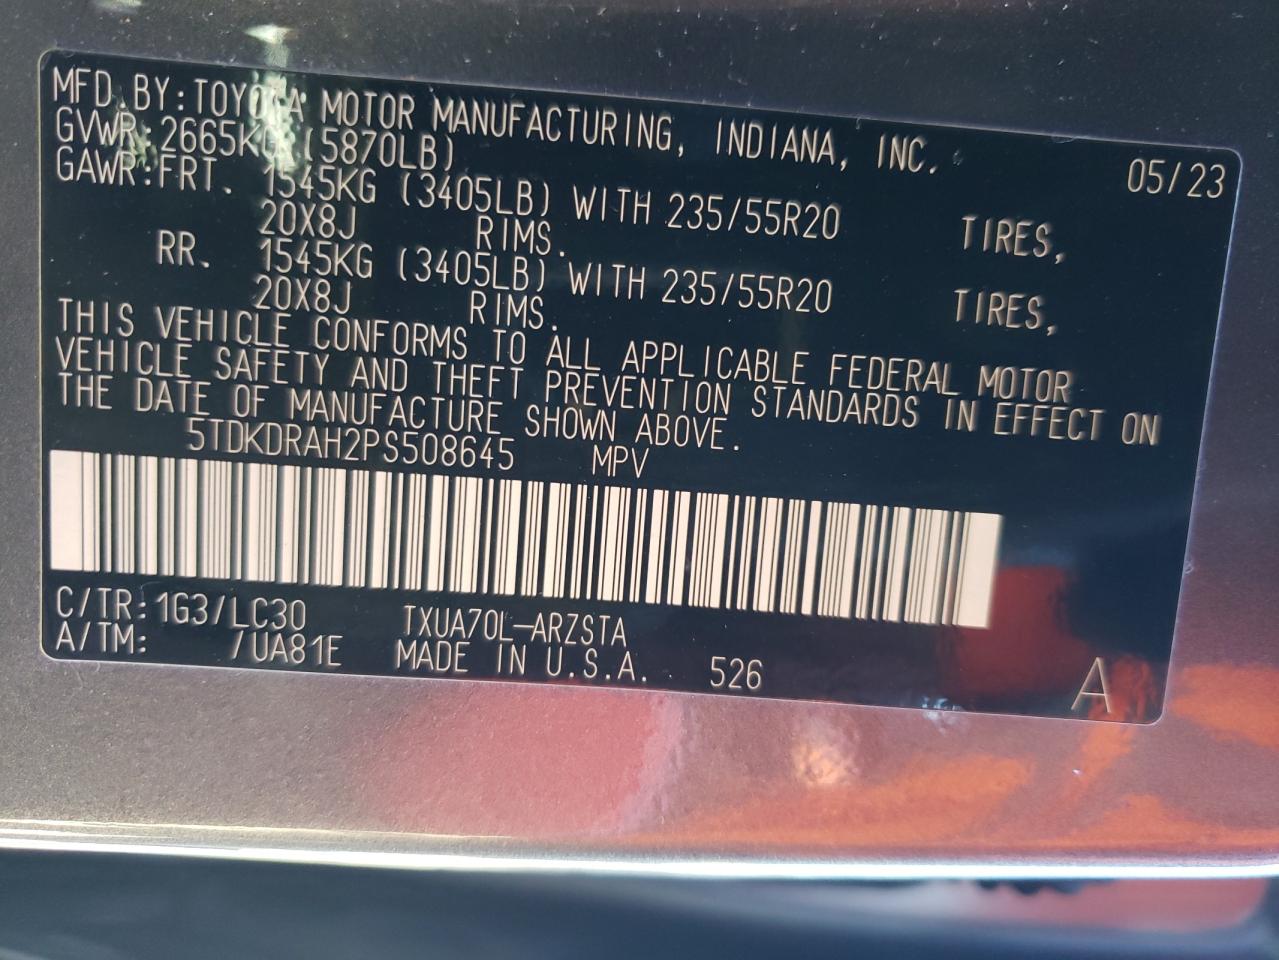 MFD.BY:TOYOTA MOTOR MANUFACTURING, INDIANA, INC. 05/23
GVWR:2665KG (5870LB)
GAWR:FRT. 1545KG (3405LB) WITH 235/55R20 TIRES,
20X8J RIMS.
RR. 1545KG (3405LB) WITH 235/55R20 TIRES,
20X8J RIMS.
THIS VEHICLE CONFORMS TO ALL APPLICABLE FEDERAL MOTOR
VEHICLE SAFETY AND THEFT PREVENTION STANDARDS IN EFFECT ON
THE DATE OF MANUFACTURE SHOWN ABOVE.
5TDKDRAH2PS508645 MPV
C/TR:1G3/LC30 TXUA70L-ARZSTA
A/TM: /UA81E MADE IN U.S.A. 526 A